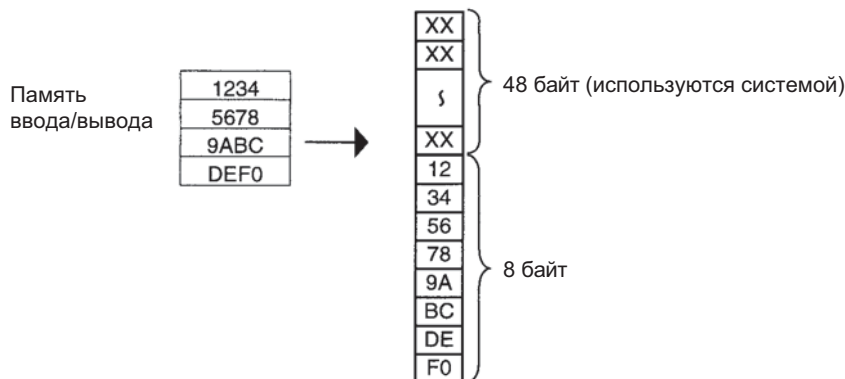 Память
ввода/вывода
1234
5678
9ABC
DEF0
XX
XX
XX
12
34
56
78
9A
BC
DE
F0
48 байт (используются системой)
8 байт